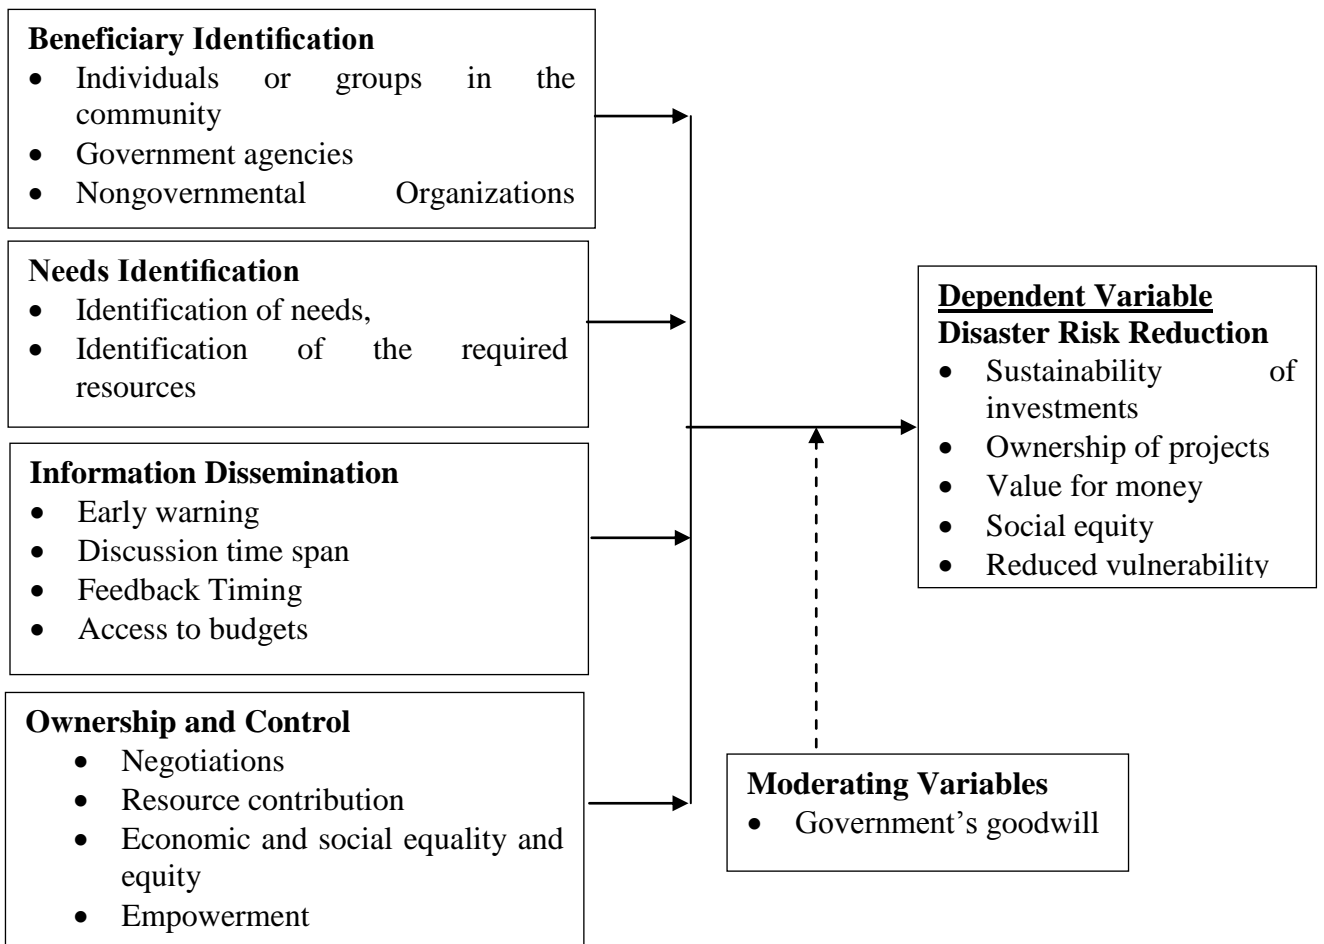 Beneficiary Identification
• Individuals or groups in the
community
• Government agencies
• Nongovernmental Organizations
Needs Identification
• Identification of needs,
• Identification of the required
resources
Information Dissemination
• Early warning
• Discussion time span
• Feedback Timing
• Access to budgets
Ownership and Control
• Negotiations
• Resource contribution
• Economic and social equality and
equity
• Empowerment
Dependent Variable
Disaster Risk Reduction
• Sustainability of
investments
• Ownership of projects
• Value for money
• Social equity
• Reduced vulnerability
Moderating Variables
• Government’s goodwill